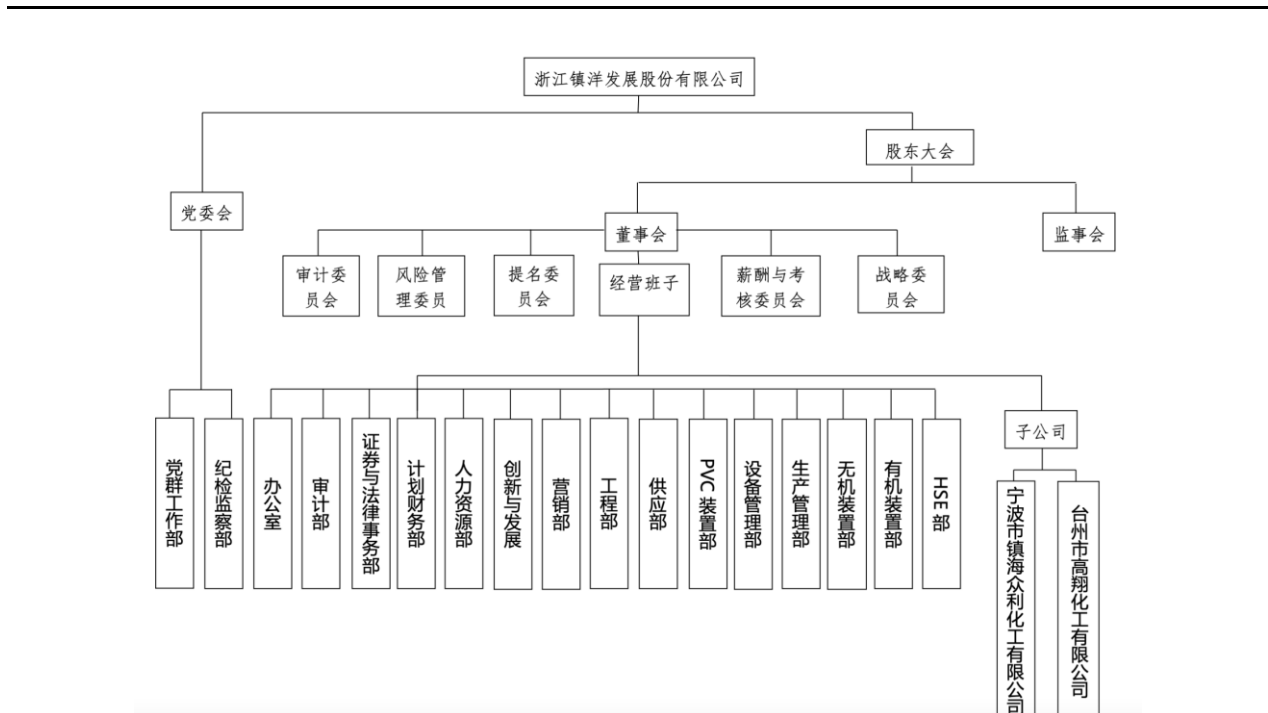 浙江镇洋发展股份有限公司
股东大会
党委会
董事会
监事会
审计委
员会
风险管
理委员
提名委
员会
经营班子
薪酬与考
核委员会
战略委
员会
子公司
党群工作部
纪检监察部
办公室
审计部
证券与法律事务部
计划财务部
人力资源部
创新与发展
营销部
工程部
供应部
PVC 装置部
设备管理部
生产管理部
无机装置部
有机装置部
HSE 部
宁波市镇海众利化工有限公司
台州市高翔化工有限公司